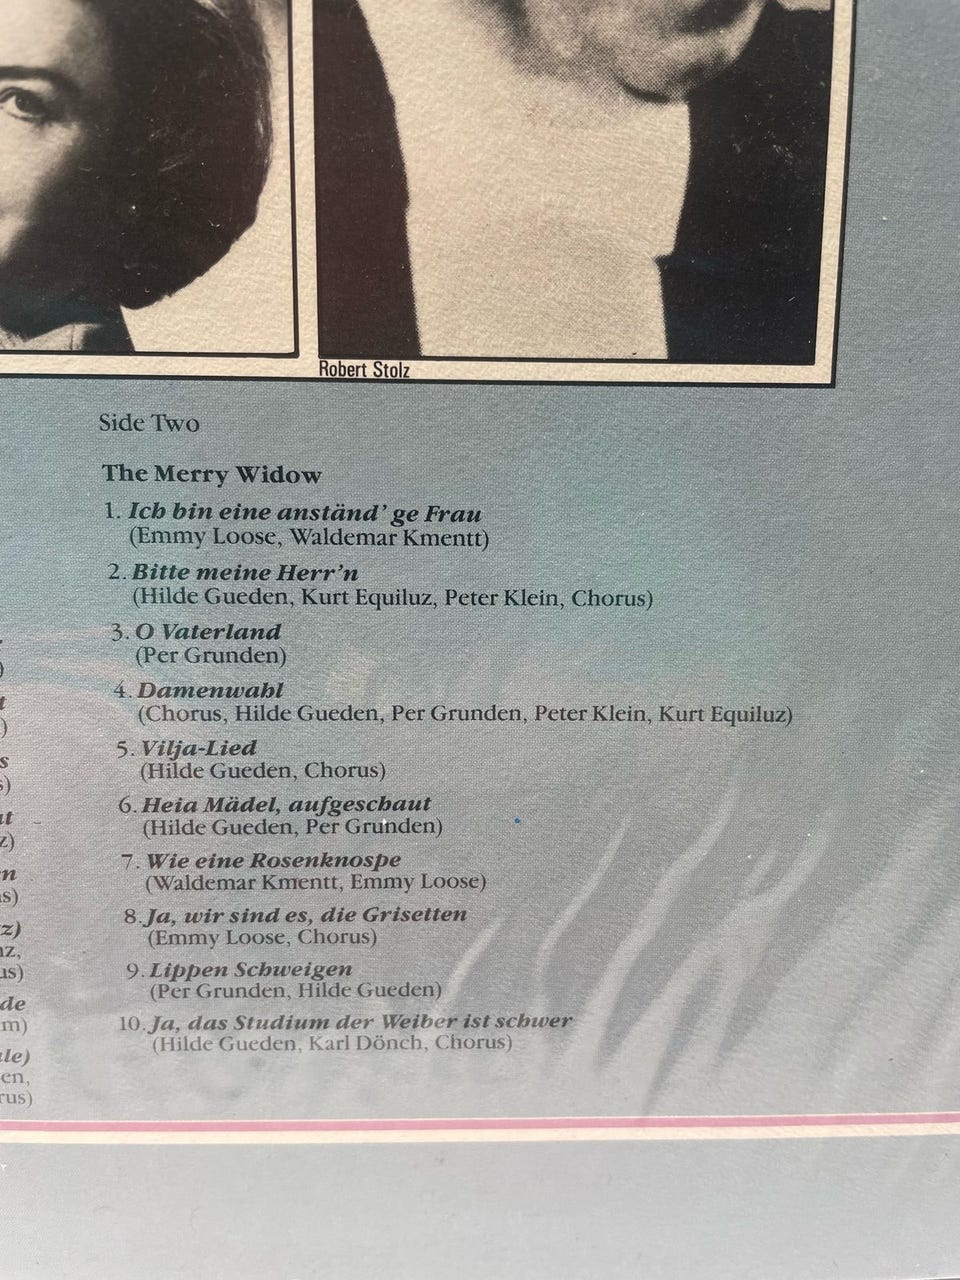 Robert Stolz
Side Two
The Merry Widow
1. Ich bin eine anständ' ge Frau
(Emmy Loose, Waldemar Kmentt)
2. Bitte meine Herr'n
(Hilde Gueden, Kurt Equiluz, Peter Klein, Chorus)
3. O Vaterland
(Per Grunden)
4. Damenwahl
(Chorus, Hilde Gueden, Per Grunden, Peter Klein, Kurt Equiluz)
5. Vilja-Lied
(Hilde Gueden, Chorus)
6. Heia Mädel, aufgeschaut
(Hilde Gueden, Per Grunden)
7. Wie eine Rosenknospe
(Waldemar Kmentt, Emmy Loose)
8. Ja, wir sind es, die Grisetten
(Emmy Loose, Chorus)
9. Lippen Schweigen
(Per Grunden, Hilde Gueden)
10. Ja, das Studium der Weiber ist schwer
(Hilde Gueden, Karl Dönch, Chorus)